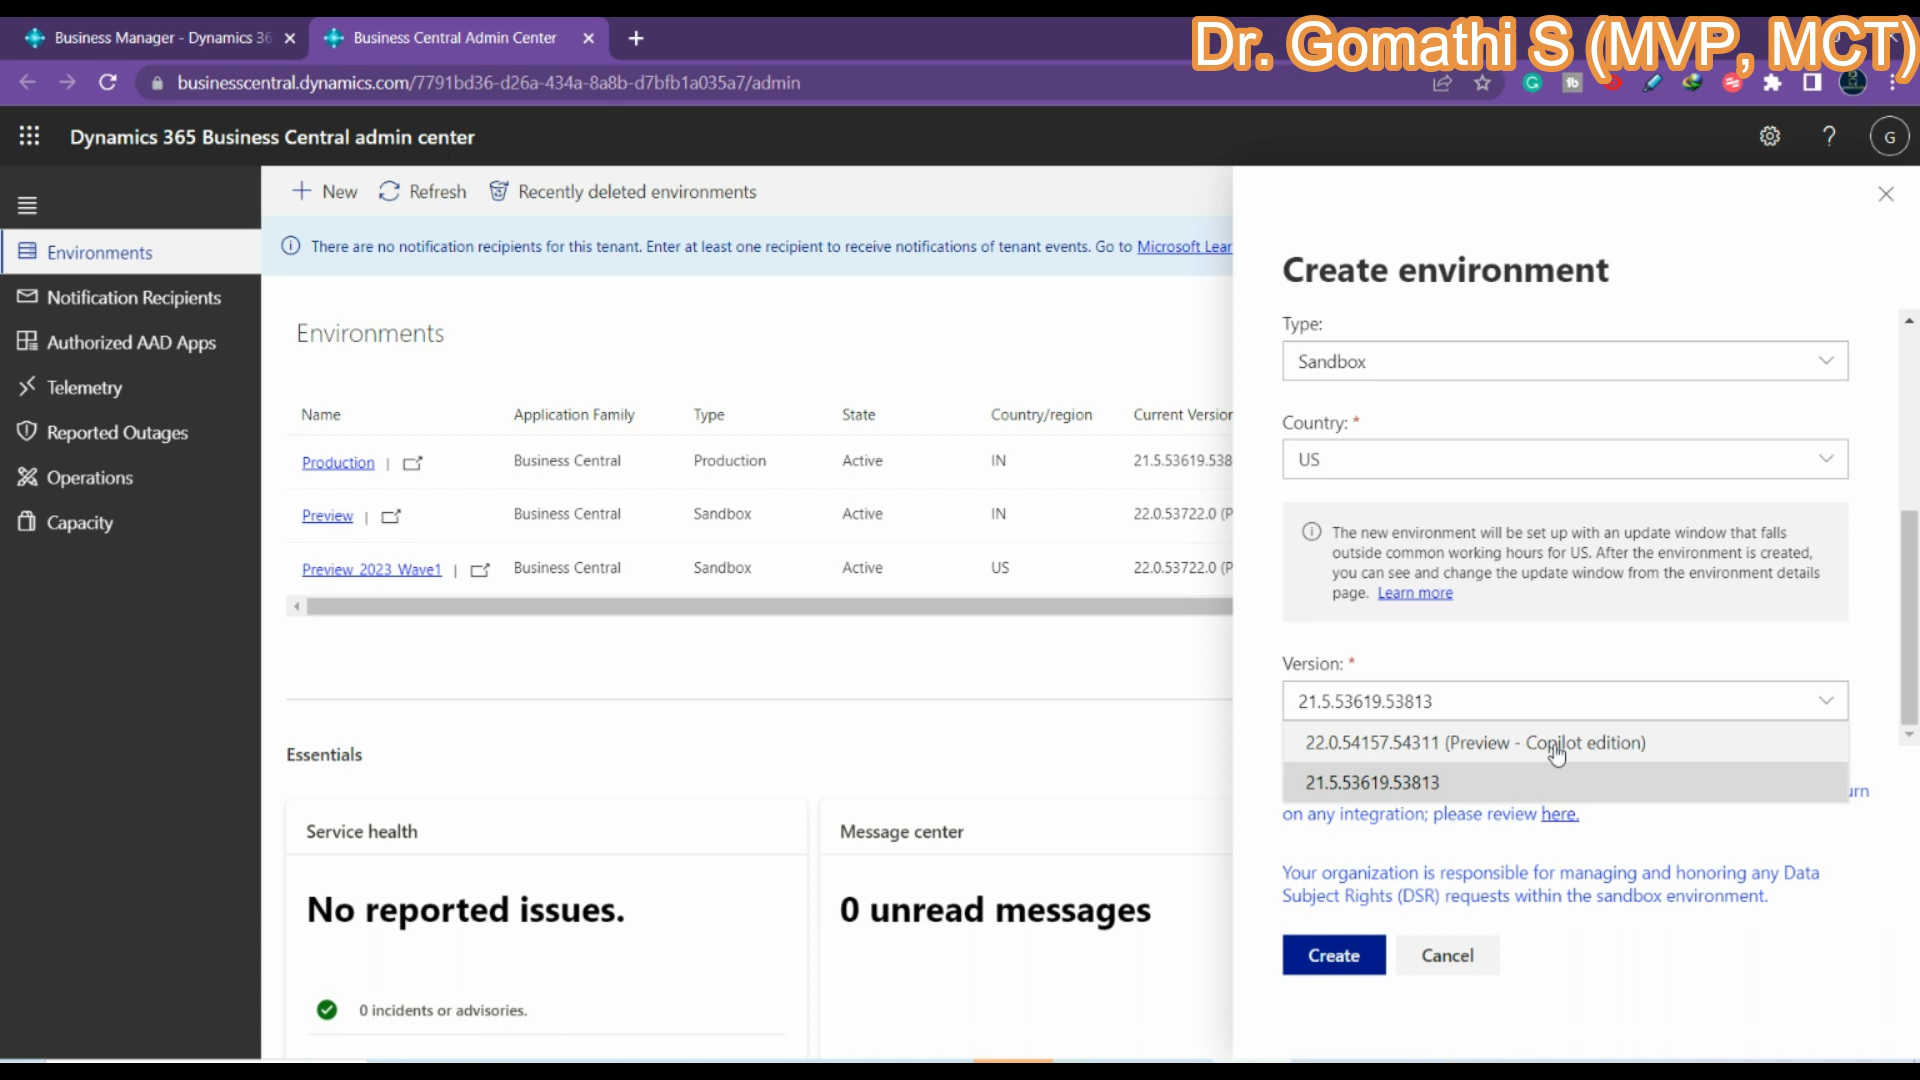 Dr. Gomathi S (MVP, MCT)
Business Manager - Dynamics 36
Business Central Admin Center
businesscentral.dynamics.com/7791bd36-d26a-434a-8a8b-d7bfb1a035a7/admin
Dynamics 365 Business Central admin center
G
New
Refresh
Recently deleted environments
There are no notification recipients for this tenant. Enter at least one recipient to receive notifications of tenant events. Go to Microsoft Lear
Environments
Notification Recipients
Authorized AAD Apps
Telemetry
Reported Outages
Operations
Capacity
Environments
Name Application Family Type State Country/region Current Version
Production | Business Central Production Active IN 21.5.53619.538
Preview | Business Central Sandbox Active IN 22.0.53722.0 (P
Preview_2023_Wave1 | Business Central Sandbox Active US 22.0.53722.0 (P
Essentials
Service health
No reported issues.
0 incidents or advisories.
Message center
0 unread messages
Create environment
Type:
Sandbox
Country: *
US
The new environment will be set up with an update window that falls
outside common working hours for US. After the environment is created,
you can see and change the update window from the environment details
page. Learn more
Version: *
21.5.53619.53813
22.0.54157.54311 (Preview - Copilot edition)
21.5.53619.53813
urn
on any integration; please review here.
Your organization is responsible for managing and honoring any Data
Subject Rights (DSR) requests within the sandbox environment.
Create
Cancel